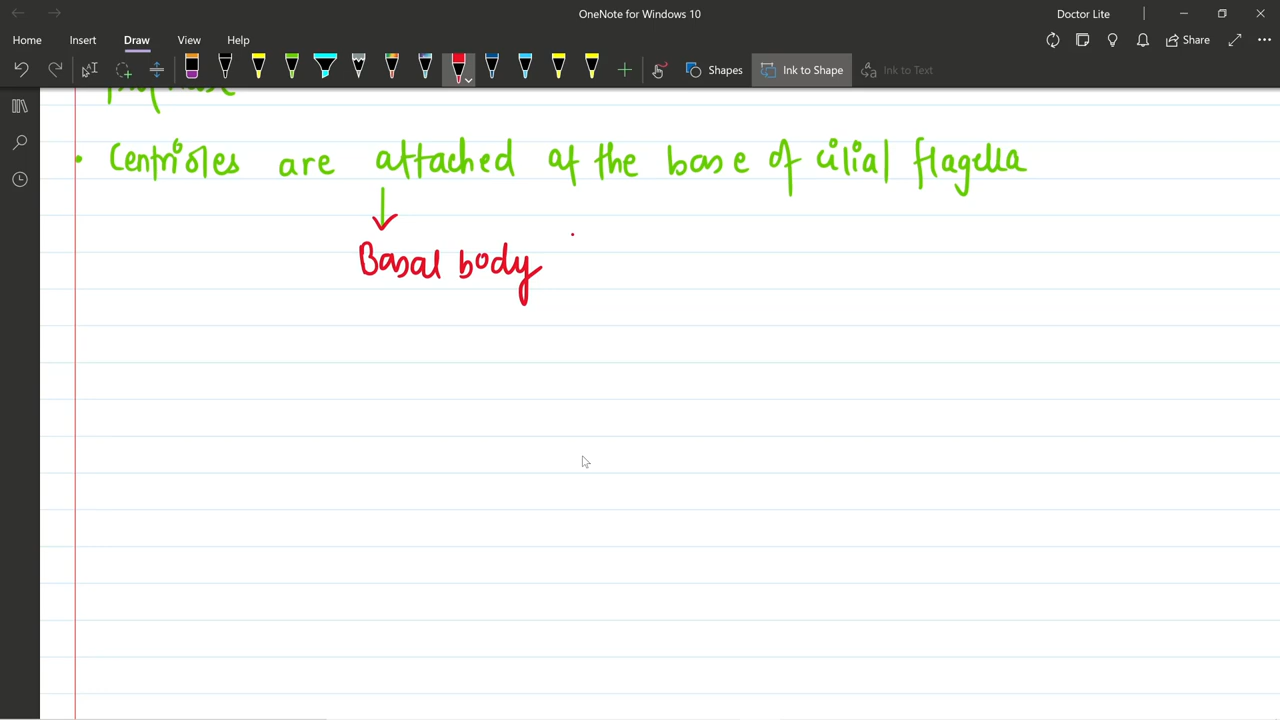 OneNote for Windows 10
Doctor Lite
Home Insert Draw View Help
Share
Shapes Ink to Shape Ink to Text
• Centrioles are attached at the base of cilial flagella
Basal body